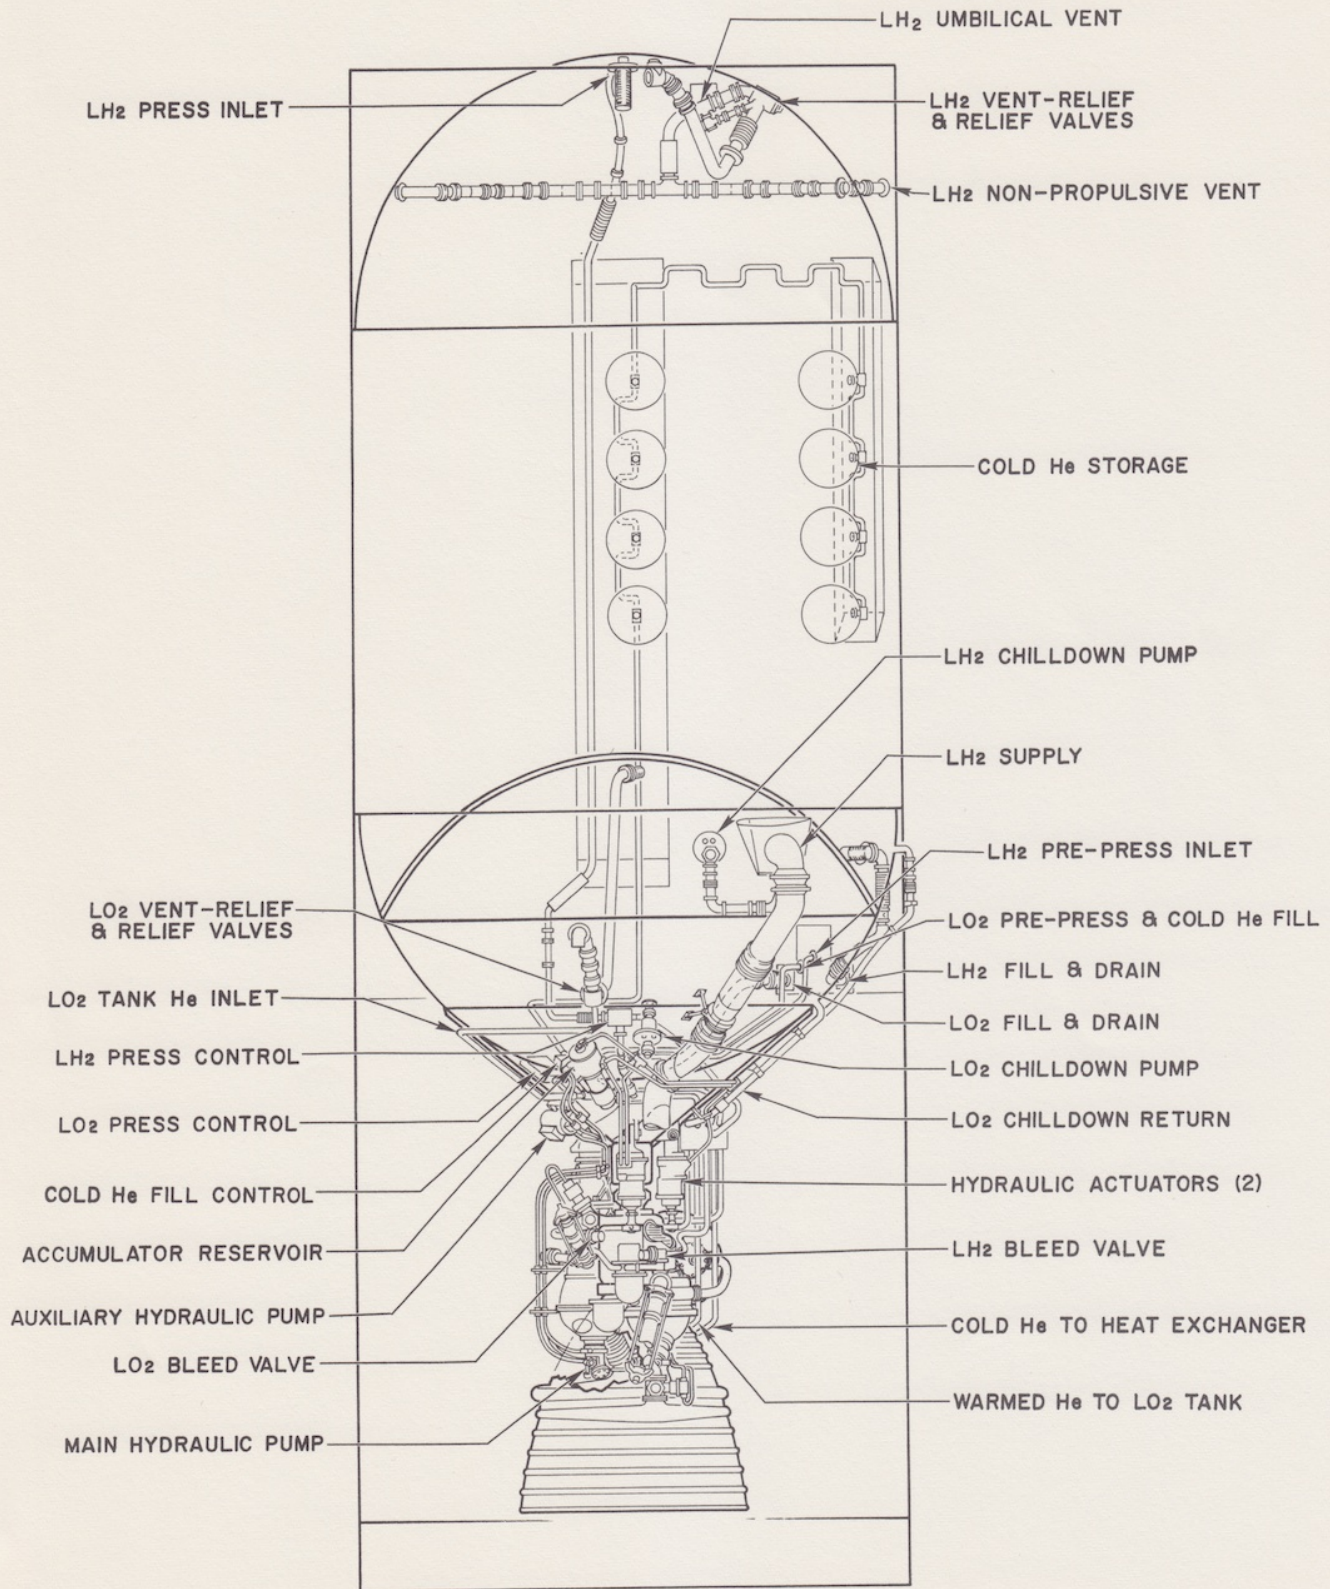 LH2 UMBILICAL VENT
LH2 PRESS INLET
LH2 VENT-RELIEF
& RELIEF VALVES
LH2 NON-PROPULSIVE VENT
COLD He STORAGE
LH2 CHILLDOWN PUMP
LH2 SUPPLY
LH2 PRE-PRESS INLET
LO2 PRE-PRESS & COLD He FILL
LH2 FILL & DRAIN
LO2 FILL & DRAIN
LO2 CHILLDOWN PUMP
LO2 CHILLDOWN RETURN
HYDRAULIC ACTUATORS (2)
LH2 BLEED VALVE
COLD He TO HEAT EXCHANGER
WARMED He TO LO2 TANK
LO2 VENT-RELIEF
& RELIEF VALVES
LO2 TANK He INLET
LH2 PRESS CONTROL
LO2 PRESS CONTROL
COLD He FILL CONTROL
ACCUMULATOR RESERVOIR
AUXILIARY HYDRAULIC PUMP
LO2 BLEED VALVE
MAIN HYDRAULIC PUMP